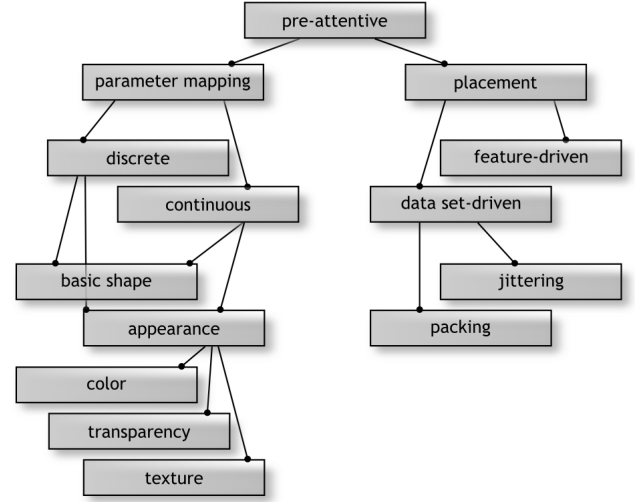 pre-attentive
parameter mapping
placement
discrete
feature-driven
continuous
data set-driven
basic shape
jittering
appearance
packing
color
transparency
texture